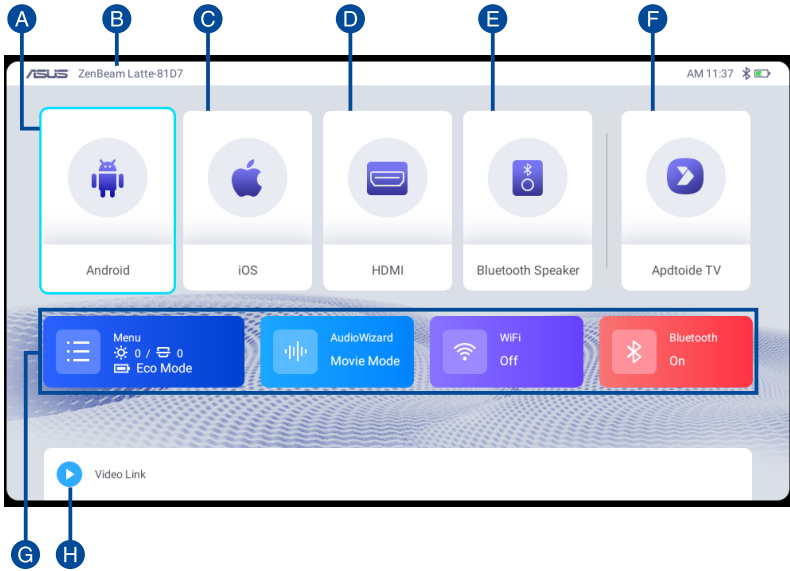 A B C D E F
ASUS ZenBeam Latte-81D7 AM 11:37
Android iOS HDMI Bluetooth Speaker Apdtoide TV
Menu
0 / 0
Eco Mode
AudioWizard
Movie Mode
WiFi
Off
Bluetooth
On
Video Link
G H